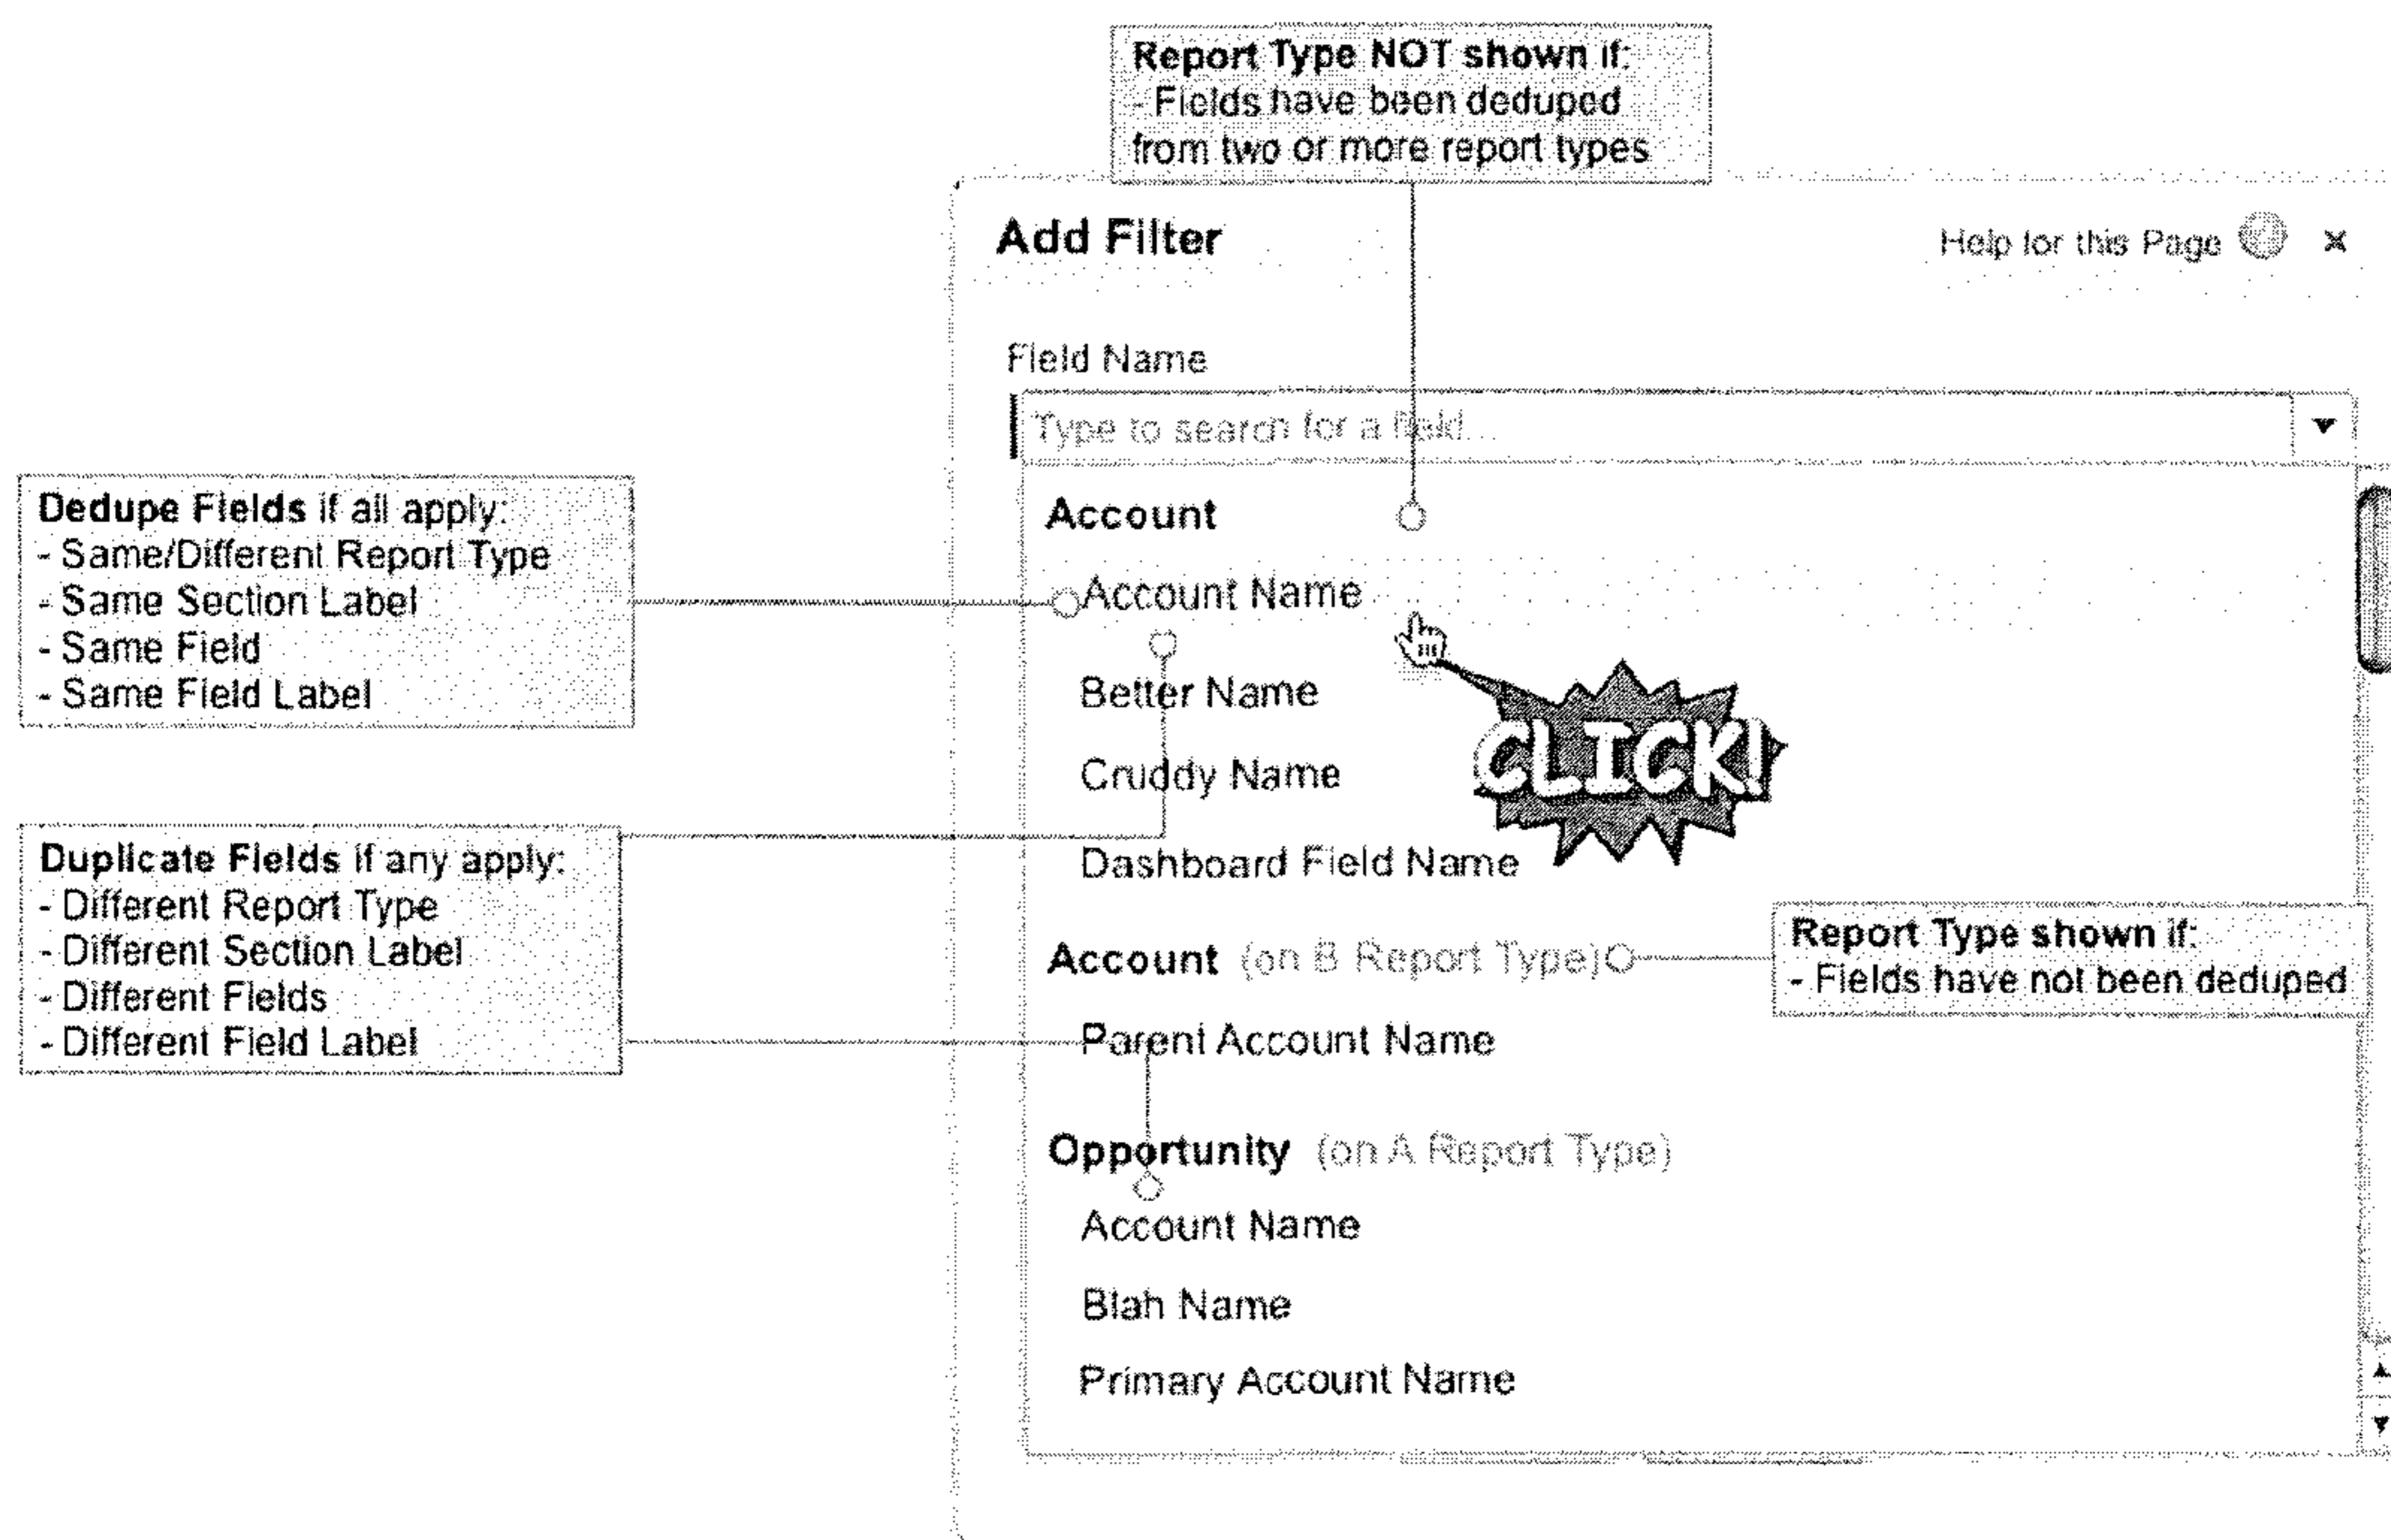 Report Type NOT shown if:
- Fields have been deduped
from two or more report types
Add Filter
Help for this Page
Field Name
Type to search for a field...
Dedupe Fields if all apply:
- Same/Different Report Type
- Same Section Label
- Same Field
- Same Field Label
Account
Account Name
Better Name
Cruddy Name
CLICK!
Dashboard Field Name
Duplicate Fields if any apply:
- Different Report Type
- Different Section Label
- Different Fields
- Different Field Label
Account (on B Report Type)
Report Type shown if:
- Fields have not been deduped
Parent Account Name
Opportunity (on A Report Type)
Account Name
Blah Name
Primary Account Name